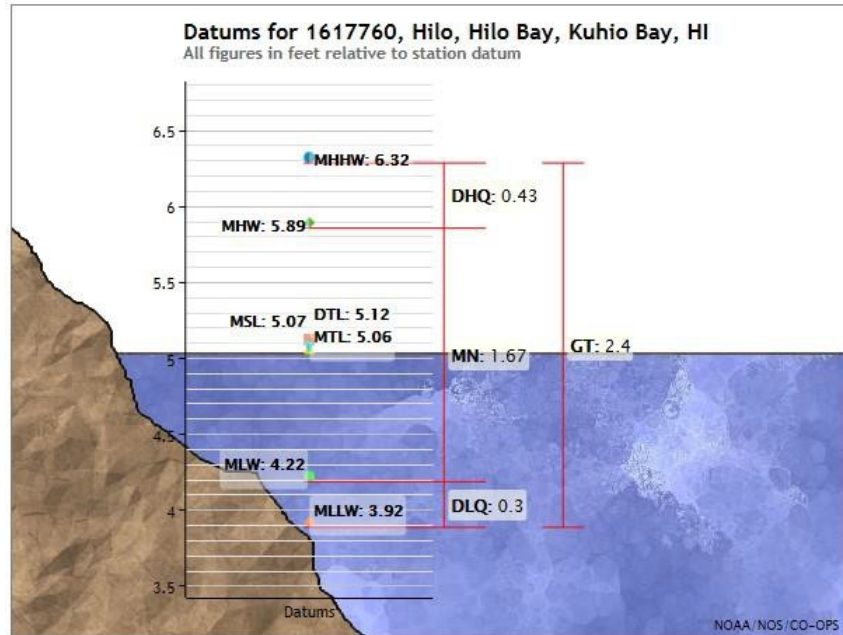 Datums for 1617760, Hilo, Hilo Bay, Kuhio Bay, HI
All figures in feet relative to station datum
6.5
MHHW: 6.32
DHQ: 0.43
6
MHW: 5.89
5.5
DTL: 5.12
MSL: 5.07
MTL: 5.06
GT: 2.4
MN: 1.67
5
4.5
MLW: 4.22
DLQ: 0.3
MLLW: 3.92
4
3.5
Datums
NOAA/NOS/CO-OPS